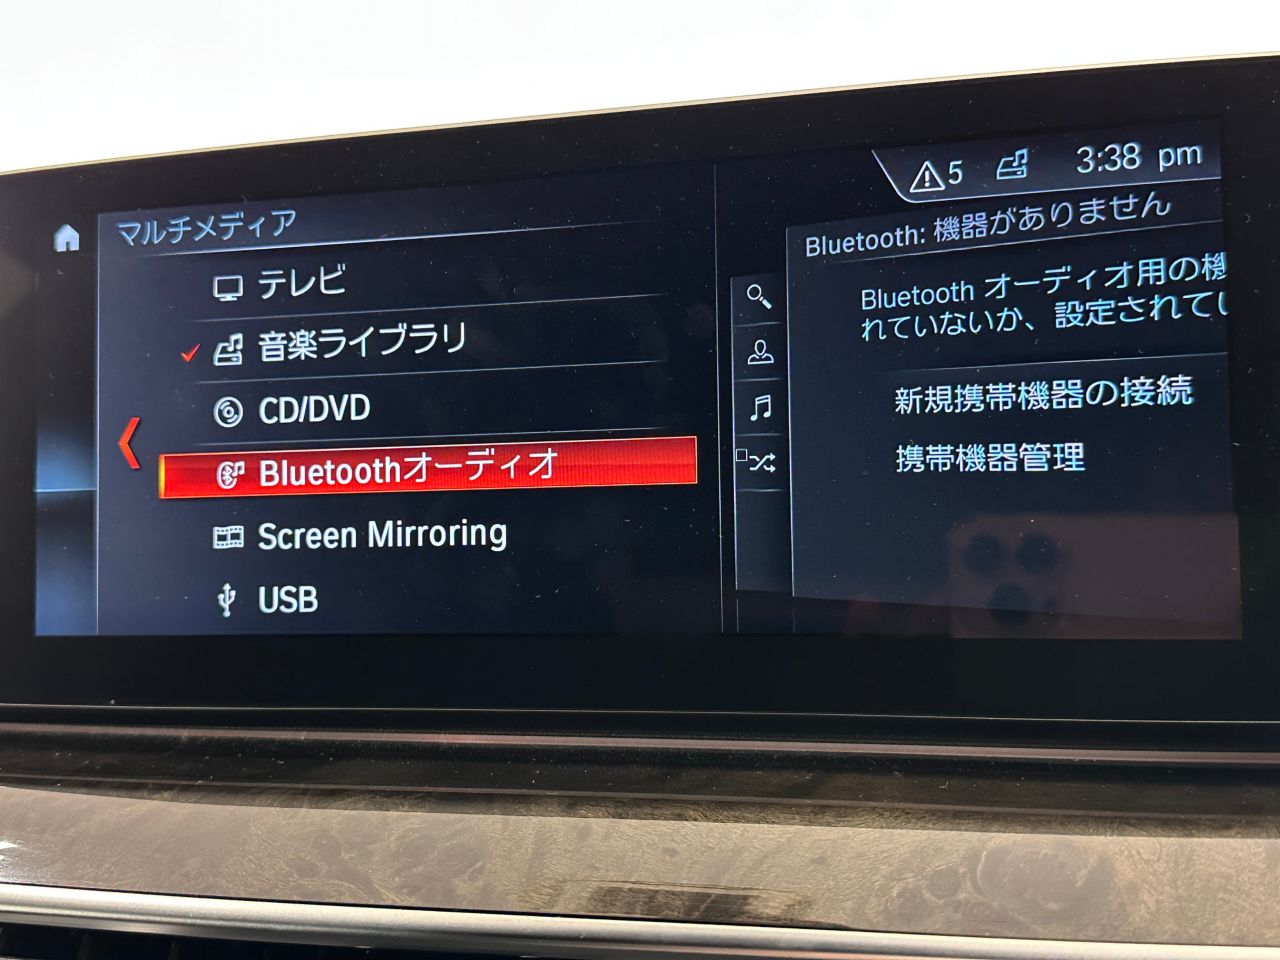 5 3:38 pm
マルチメディア
テレビ
音楽ライブラリ
CD/DVD
Bluetoothオーディオ
Screen Mirroring
USB
Bluetooth: 機器がありません
Bluetooth オーディオ用の機
れていないか、設定されてい
新規携帯機器の接続
携帯機器管理